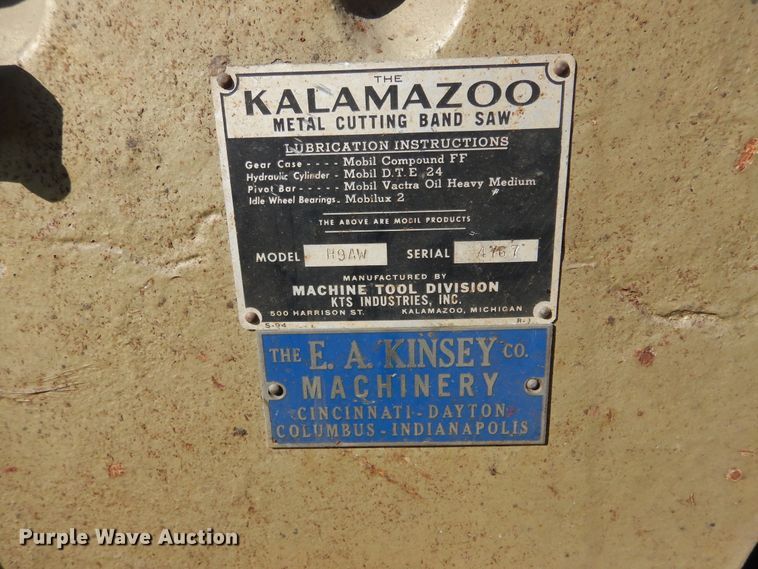 THE
KALAMAZOO
METAL CUTTING BAND SAW
LUBRICATION INSTRUCTIONS
Gear Case ---- Mobil Compound FF
Hydraulic Cylinder - Mobil D.T.E 24
Pivot Bar ----- Mobil Vactra Oil Heavy Medium
Idle Wheel Bearings. Mobilux 2
THE ABOVE ARE MOBIL PRODUCTS
MODEL H9AW SERIAL 4767
MANUFACTURED BY
MACHINE TOOL DIVISION
KTS INDUSTRIES, INC.
500 HARRISON ST. KALAMAZOO, MICHIGAN
S-94
THE E. A. KINSEY CO.
MACHINERY
CINCINNATI - DAYTON
COLUMBUS - INDIANAPOLIS
Purple Wave Auction